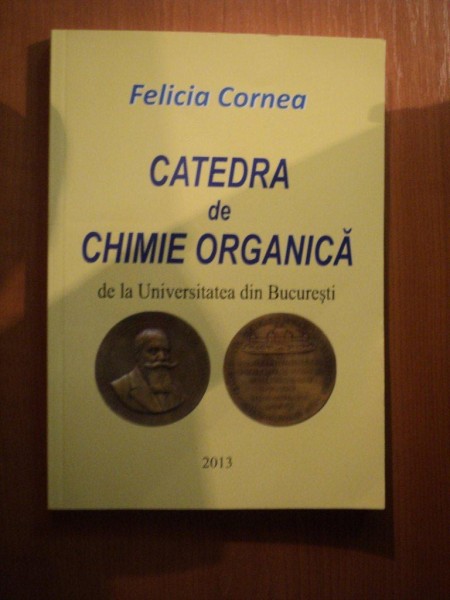 Felicia Cornea
CATEDRA
de
CHIMIE ORGANICĂ
de la Universitatea din București
2013